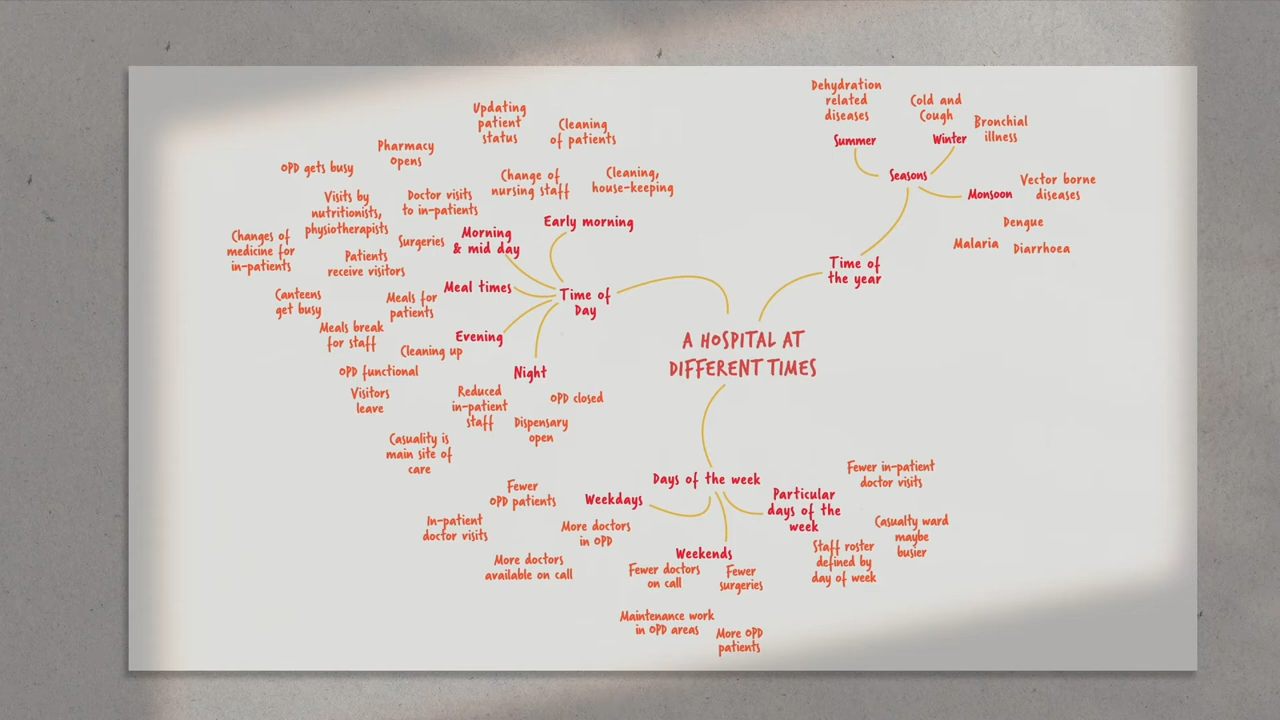 A HOSPITAL AT
DIFFERENT TIMES
Time of
Day
Early morning
Updating
patient
status
Cleaning
of patients
Change of
nursing staff
Cleaning,
house-keeping
Morning
& mid day
Pharmacy
opens
OPD gets busy
Visits by
nutritionists,
physiotherapists
Doctor visits
to in-patients
Surgeries
Changes of
medicine for
in-patients
Patients
receive visitors
Meal times
Canteens
get busy
Meals for
patients
Meals break
for staff
Evening
Cleaning up
OPD functional
Visitors
leave
Night
Reduced
in-patient
staff
OPD closed
Dispensary
open
Casuality is
main site of
care
Time of
the year
Seasons
Summer
Dehydration
related
diseases
Winter
Cold and
Cough
Bronchial
illness
Monsoon
Vector borne
diseases
Dengue
Malaria
Diarrhoea
Days of the week
Weekdays
Fewer
OPD patients
In-patient
doctor visits
More doctors
in OPD
More doctors
available on call
Weekends
Fewer doctors
on call
Fewer
surgeries
Maintenance work
in OPD areas
More OPD
patients
Particular
days of the
week
Fewer in-patient
doctor visits
Casualty ward
maybe
busier
Staff roster
defined by
day of week